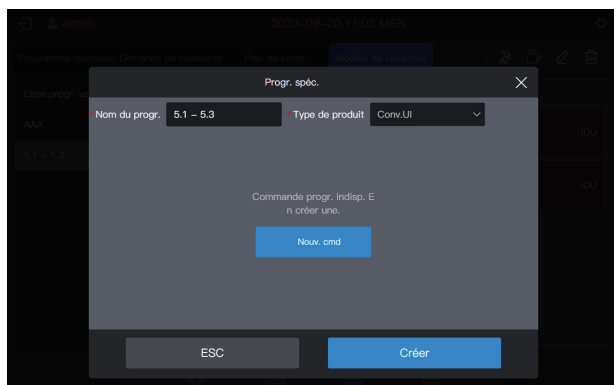 admin 2023-09-20 11:03 MER.
Programme quotidien Demande de calendrier Plan de progr. Modèle de vacances
Progr. spéc.
Liste progr. va
*Nom du progr. 5.1 – 5.3 *Type de produit Conv.UI
AAA
IDU
5.1 – 5.3
IDU
Commande progr. indisp. E
n créer une.
Nouv. cmd
ESC Créer